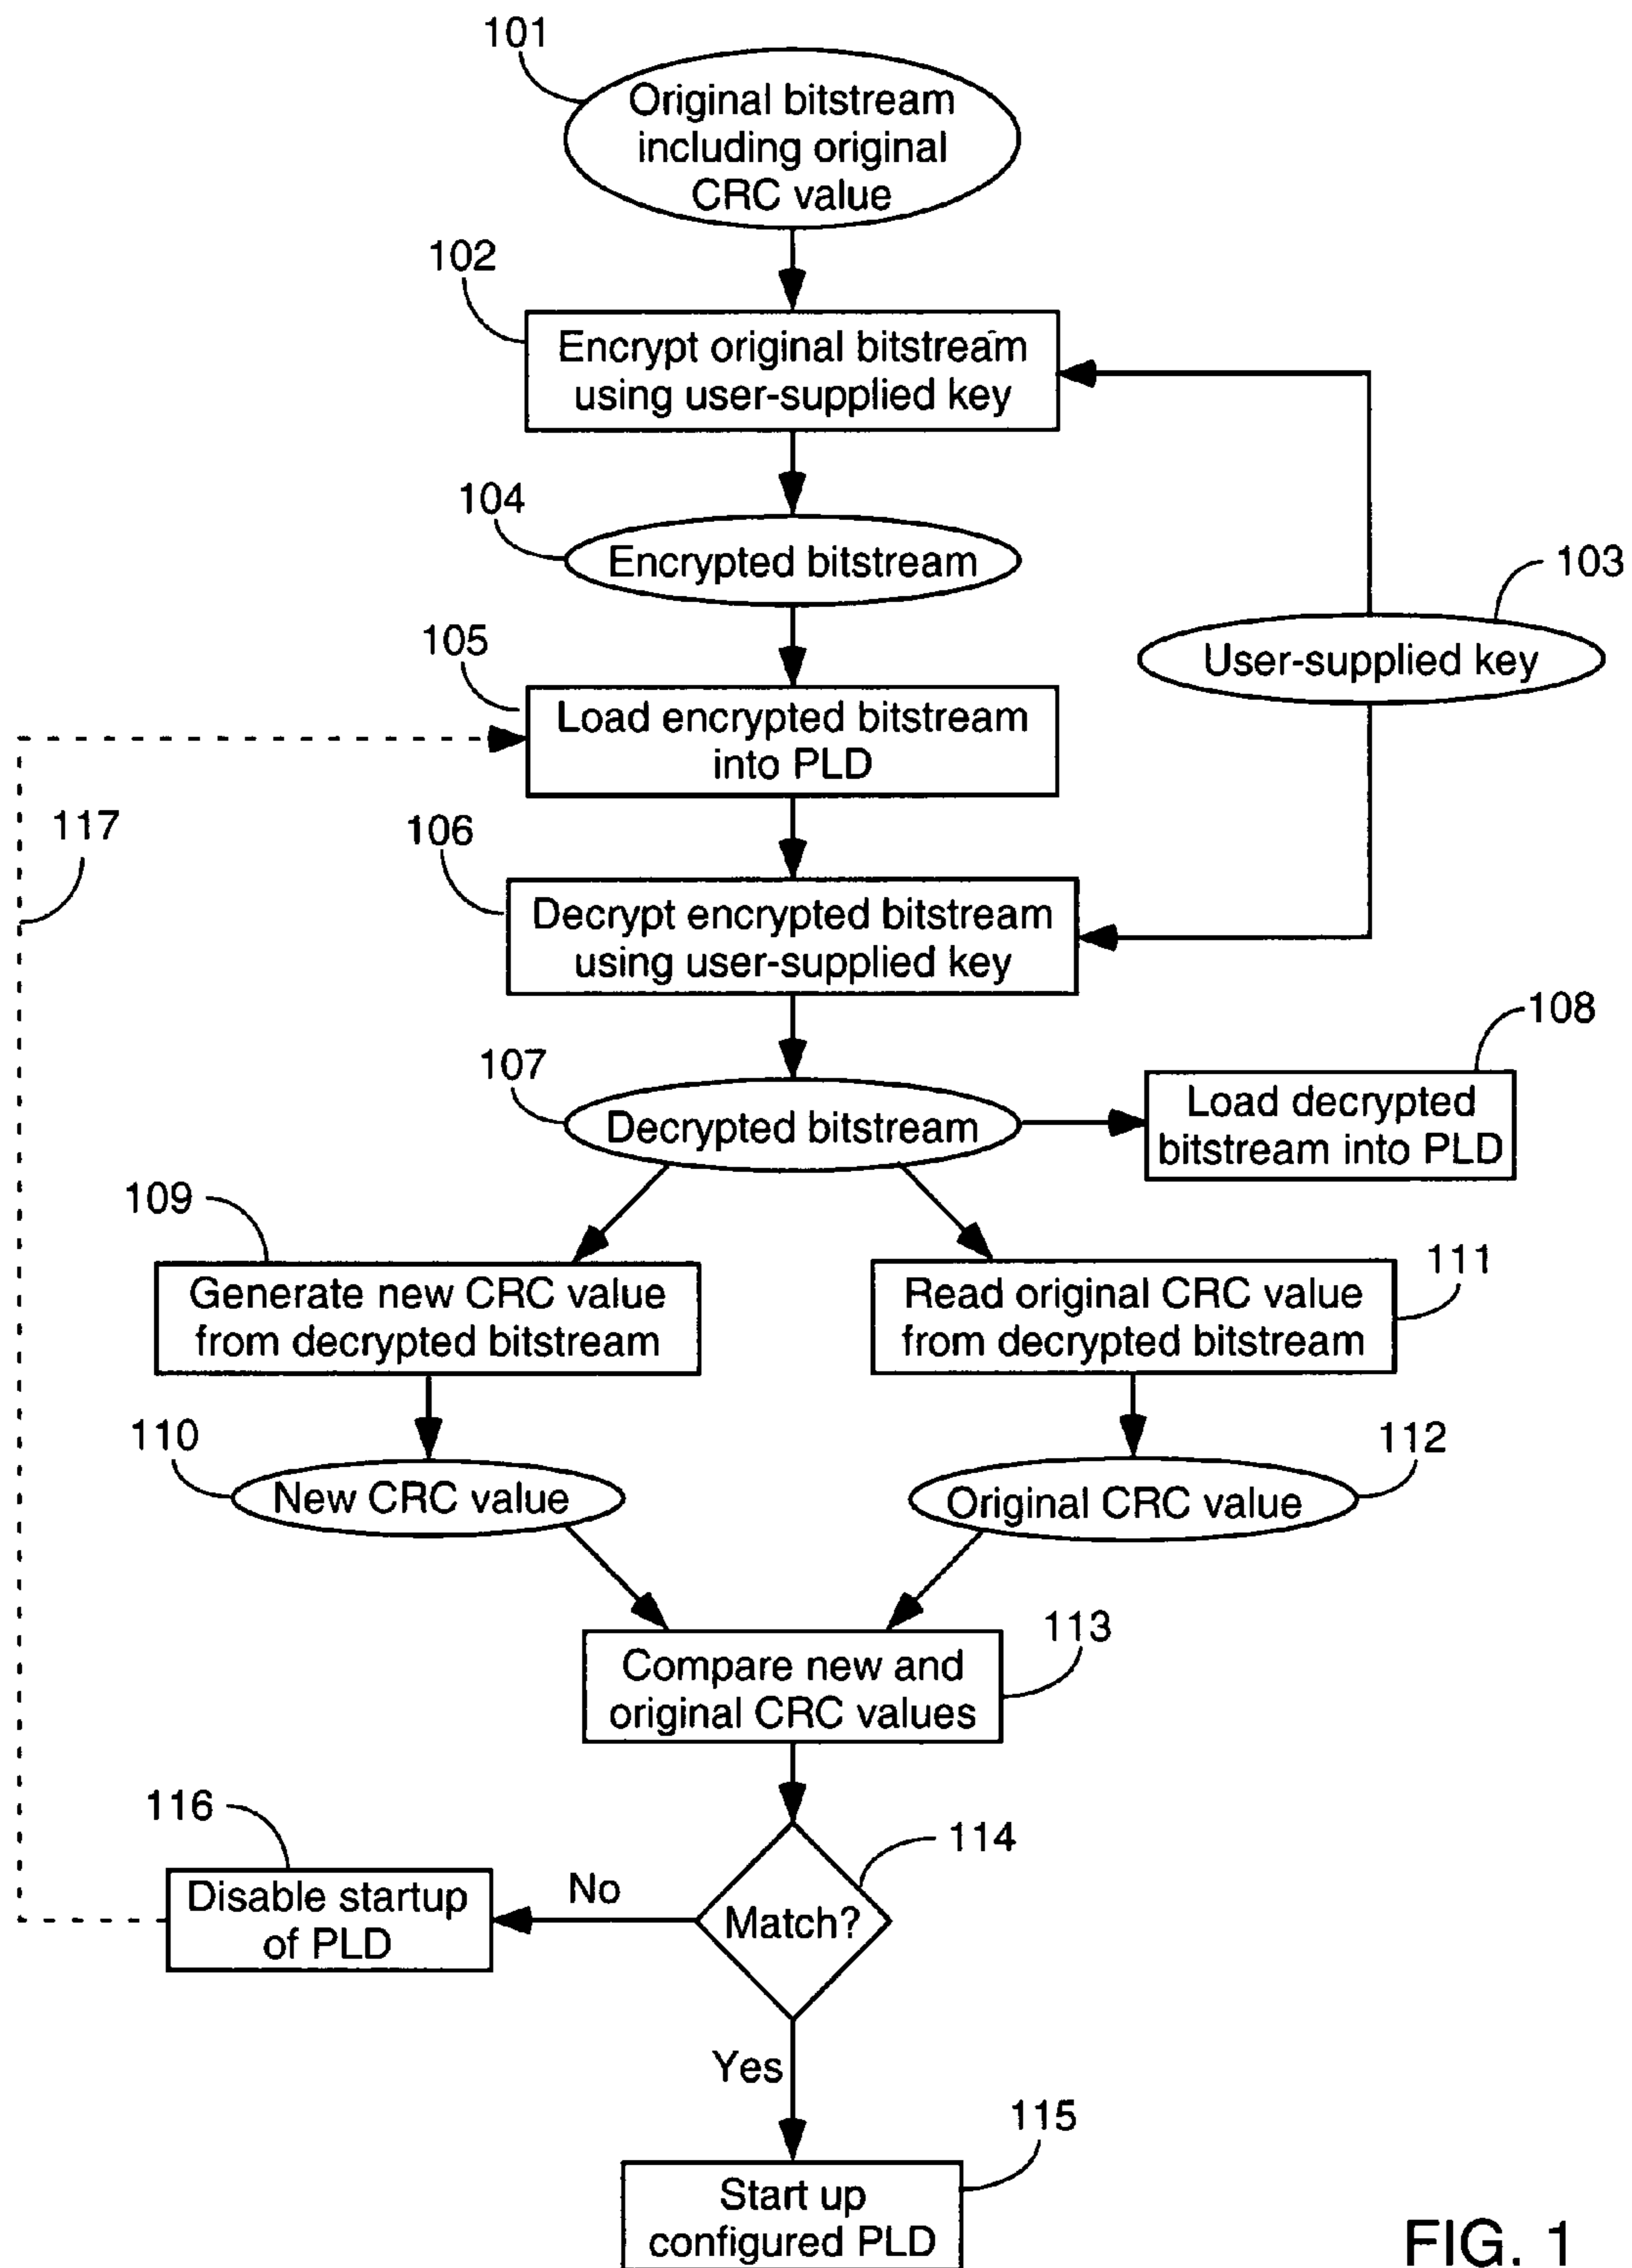 101
Original bitstream
including original
CRC value
102
Encrypt original bitstream
using user-supplied key
104
Encrypted bitstream
103
User-supplied key
105
Load encrypted bitstream
into PLD
117
106
Decrypt encrypted bitstream
using user-supplied key
108
107
Decrypted bitstream
Load decrypted
bitstream into PLD
109
Generate new CRC value
from decrypted bitstream
111
Read original CRC value
from decrypted bitstream
110
New CRC value
112
Original CRC value
113
Compare new and
original CRC values
116
Disable startup
of PLD
No
114
Match?
Yes
115
Start up
configured PLD
FIG. 1